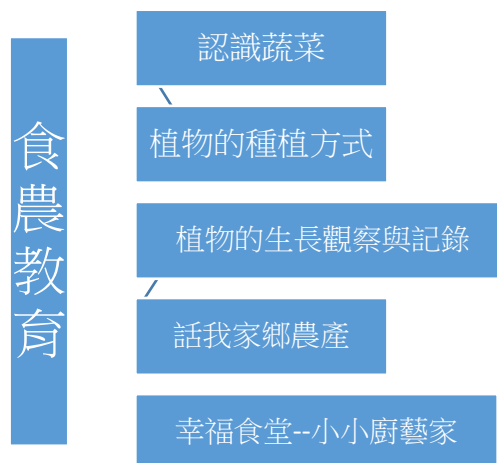 食農教育
認識蔬菜
植物的種植方式
植物的生長觀察與記錄
話我家鄉農產
幸福食堂--小小廚藝家